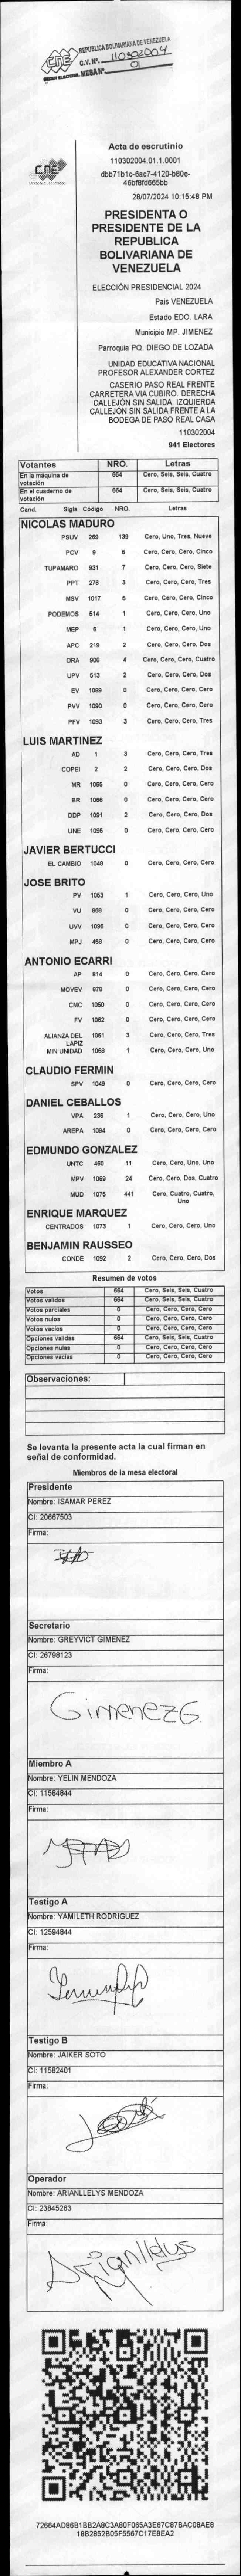 REPUBLICA BOLIVARIANA DE VENEZUELA
CNE C.V. Nº. 110302004
PODER ELECTORAL MESA Nº 01
CNE
Acta de escrutinio
110302004.01.1.0001
dbb71b1c-6ac7-4120-b80e-
46bf8fd665bb
28/07/2024 10:15:48 PM
PRESIDENTA O
PRESIDENTE DE LA
REPUBLICA
BOLIVARIANA DE
VENEZUELA
ELECCIÓN PRESIDENCIAL 2024
Pais VENEZUELA
Estado EDO. LARA
Municipio MP. JIMENEZ
Parroquia PQ. DIEGO DE LOZADA
UNIDAD EDUCATIVA NACIONAL
PROFESOR ALEXANDER CORTEZ
CASERIO PASO REAL FRENTE
CARRETERA VIA CUBIRO. DERECHA
CALLEJÓN SIN SALIDA. IZQUIERDA
CALLEJÓN SIN SALIDA FRENTE A LA
BODEGA DE PASO REAL CASA
110302004
941 Electores
Votantes NRO. Letras
En la máquina de votación 664 Cero, Seis, Seis, Cuatro
En el cuaderno de votación 664 Cero, Seis, Seis, Cuatro
Cand. Sigla Código NRO. Letras
NICOLAS MADURO
PSUV 269 139 Cero, Uno, Tres, Nueve
PCV 9 5 Cero, Cero, Cero, Cinco
TUPAMARO 931 7 Cero, Cero, Cero, Siete
PPT 276 3 Cero, Cero, Cero, Tres
MSV 1017 5 Cero, Cero, Cero, Cinco
PODEMOS 514 1 Cero, Cero, Cero, Uno
MEP 6 1 Cero, Cero, Cero, Uno
APC 219 2 Cero, Cero, Cero, Dos
ORA 906 4 Cero, Cero, Cero, Cuatro
UPV 513 2 Cero, Cero, Cero, Dos
EV 1089 0 Cero, Cero, Cero, Cero
PVV 1090 0 Cero, Cero, Cero, Cero
PFV 1093 3 Cero, Cero, Cero, Tres
LUIS MARTINEZ
AD 1 3 Cero, Cero, Cero, Tres
COPEI 2 2 Cero, Cero, Cero, Dos
MR 1065 0 Cero, Cero, Cero, Cero
BR 1066 0 Cero, Cero, Cero, Cero
DDP 1091 2 Cero, Cero, Cero, Dos
UNE 1095 0 Cero, Cero, Cero, Cero
JAVIER BERTUCCI
EL CAMBIO 1048 0 Cero, Cero, Cero, Cero
JOSE BRITO
PV 1053 1 Cero, Cero, Cero, Uno
VU 868 0 Cero, Cero, Cero, Cero
UVV 1096 0 Cero, Cero, Cero, Cero
MPJ 458 0 Cero, Cero, Cero, Cero
ANTONIO ECARRI
AP 814 0 Cero, Cero, Cero, Cero
MOVEV 878 0 Cero, Cero, Cero, Cero
CMC 1050 0 Cero, Cero, Cero, Cero
FV 1062 0 Cero, Cero, Cero, Cero
ALIANZA DEL LAPIZ 1051 3 Cero, Cero, Cero, Tres
MIN UNIDAD 1068 1 Cero, Cero, Cero, Uno
CLAUDIO FERMIN
SPV 1049 0 Cero, Cero, Cero, Cero
DANIEL CEBALLOS
VPA 236 1 Cero, Cero, Cero, Uno
AREPA 1094 0 Cero, Cero, Cero, Cero
EDMUNDO GONZALEZ
UNTC 460 11 Cero, Cero, Uno, Uno
MPV 1069 24 Cero, Cero, Dos, Cuatro
MUD 1075 441 Cero, Cuatro, Cuatro, Uno
ENRIQUE MARQUEZ
CENTRADOS 1073 1 Cero, Cero, Cero, Uno
BENJAMIN RAUSSEO
CONDE 1092 2 Cero, Cero, Cero, Dos
Resumen de votos
Votos 664 Cero, Seis, Seis, Cuatro
Votos validos 664 Cero, Seis, Seis, Cuatro
Votos parciales 0 Cero, Cero, Cero, Cero
Votos nulos 0 Cero, Cero, Cero, Cero
Votos vacios 0 Cero, Cero, Cero, Cero
Opciones validas 664 Cero, Seis, Seis, Cuatro
Opciones nulas 0 Cero, Cero, Cero, Cero
Opciones vacias 0 Cero, Cero, Cero, Cero
Observaciones:
Se levanta la presente acta la cual firman en
señal de conformidad.
Miembros de la mesa electoral
Presidente
Nombre: ISAMAR PEREZ
CI: 20667503
Firma:
Secretario
Nombre: GREYVICT GIMENEZ
CI: 26798123
Firma:
GimenezG
Miembro A
Nombre: YELIN MENDOZA
CI: 11584844
Firma:
Testigo A
Nombre: YAMILETH RODRIGUEZ
CI: 12594844
Firma:
Testigo B
Nombre: JAIKER SOTO
CI: 11582401
Firma:
Operador
Nombre: ARIANLLELYS MENDOZA
CI: 23845263
Firma:
Arianllelys
72664AD86B1BB2A8C3A80F065A3E67C87BAC0BAE8
18B2852B05F5567C17E8EA2